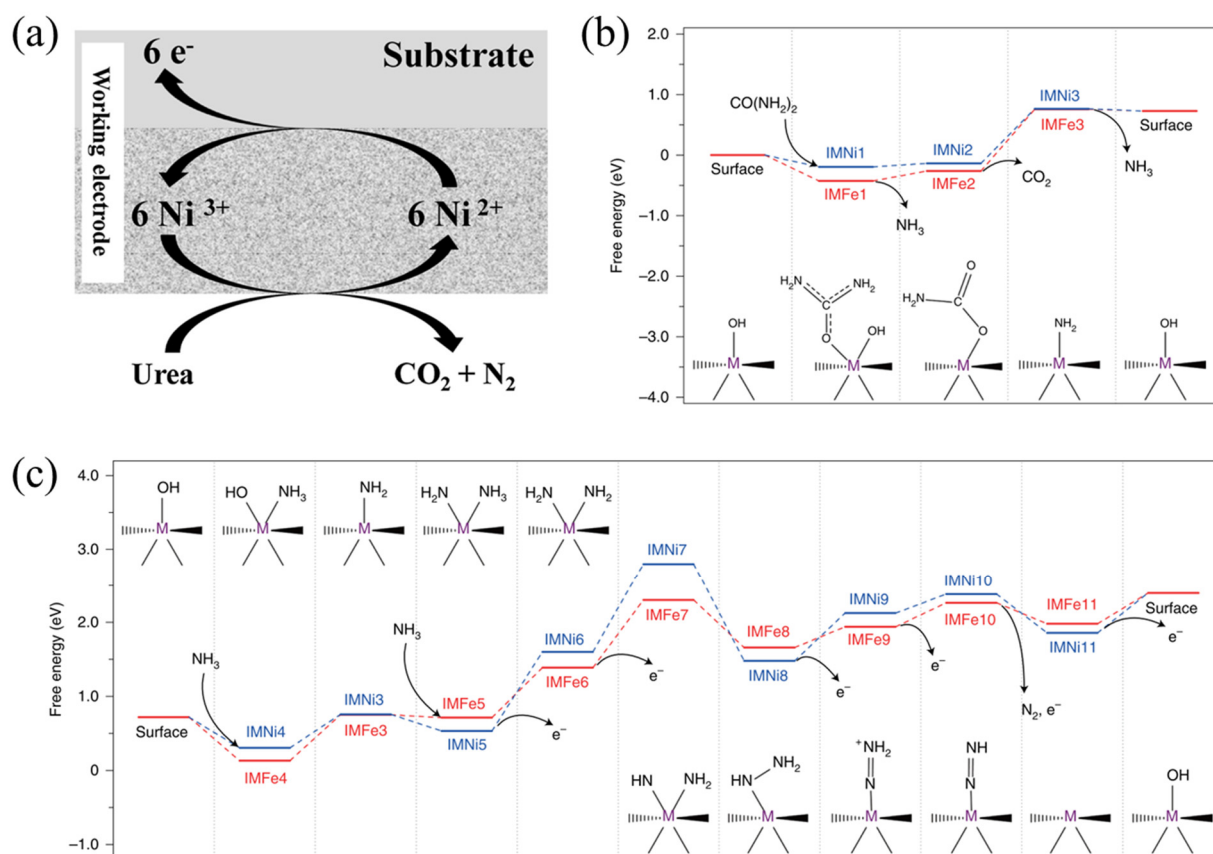 (a)
Working electrode
6 e⁻
Substrate
6 Ni ³⁺
6 Ni ²⁺
Urea
CO₂ + N₂
(b)
Free energy (eV)
2.0
1.0
0
–1.0
–2.0
–3.0
–4.0
Surface
CO(NH₂)₂
IMNi1
IMFe1
NH₃
IMNi2
IMFe2
CO₂
IMNi3
IMFe3
NH₃
Surface
OH
M
H₂N
NH₂
C
O
OH
M
H₂N
O
C
O
M
NH₂
M
OH
M
(c)
Free energy (eV)
4.0
3.0
2.0
1.0
0
–1.0
OH
M
HO
NH₃
M
NH₂
M
H₂N
NH₃
M
H₂N
NH₂
M
Surface
NH₃
IMNi4
IMFe4
IMNi3
IMFe3
NH₃
IMFe5
IMNi5
e⁻
IMNi6
IMFe6
e⁻
IMNi7
IMFe7
IMFe8
IMNi8
e⁻
IMNi9
IMFe9
e⁻
IMNi10
IMFe10
N₂, e⁻
IMFe11
IMNi11
e⁻
Surface
HN
NH₂
M
HN
NH₂
M
⁺NH₂
N
M
NH
N
M
M
OH
M